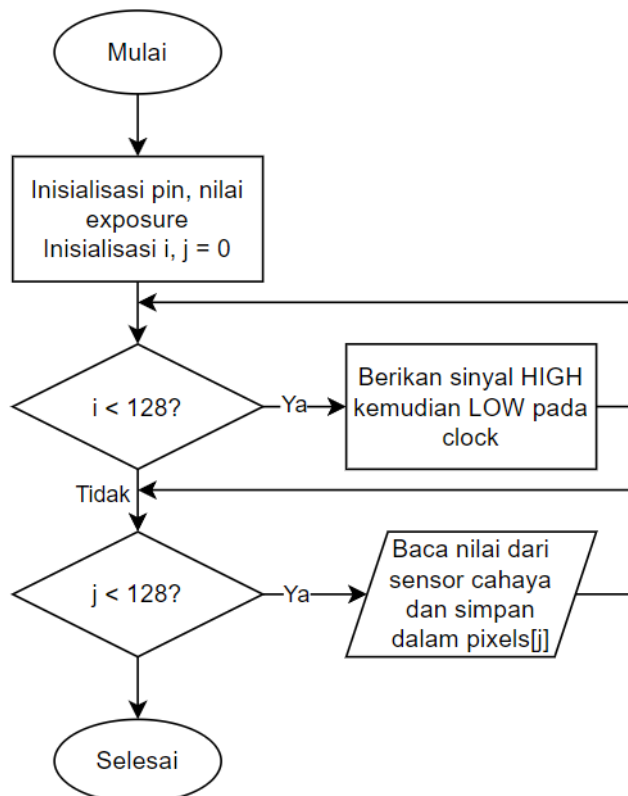 Mulai
Inisialisasi pin, nilai
exposure
Inisialisasi i, j = 0
i < 128?
Ya
Berikan sinyal HIGH
kemudian LOW pada
clock
Tidak
j < 128?
Ya
Baca nilai dari
sensor cahaya
dan simpan
dalam pixels[j]
Selesai